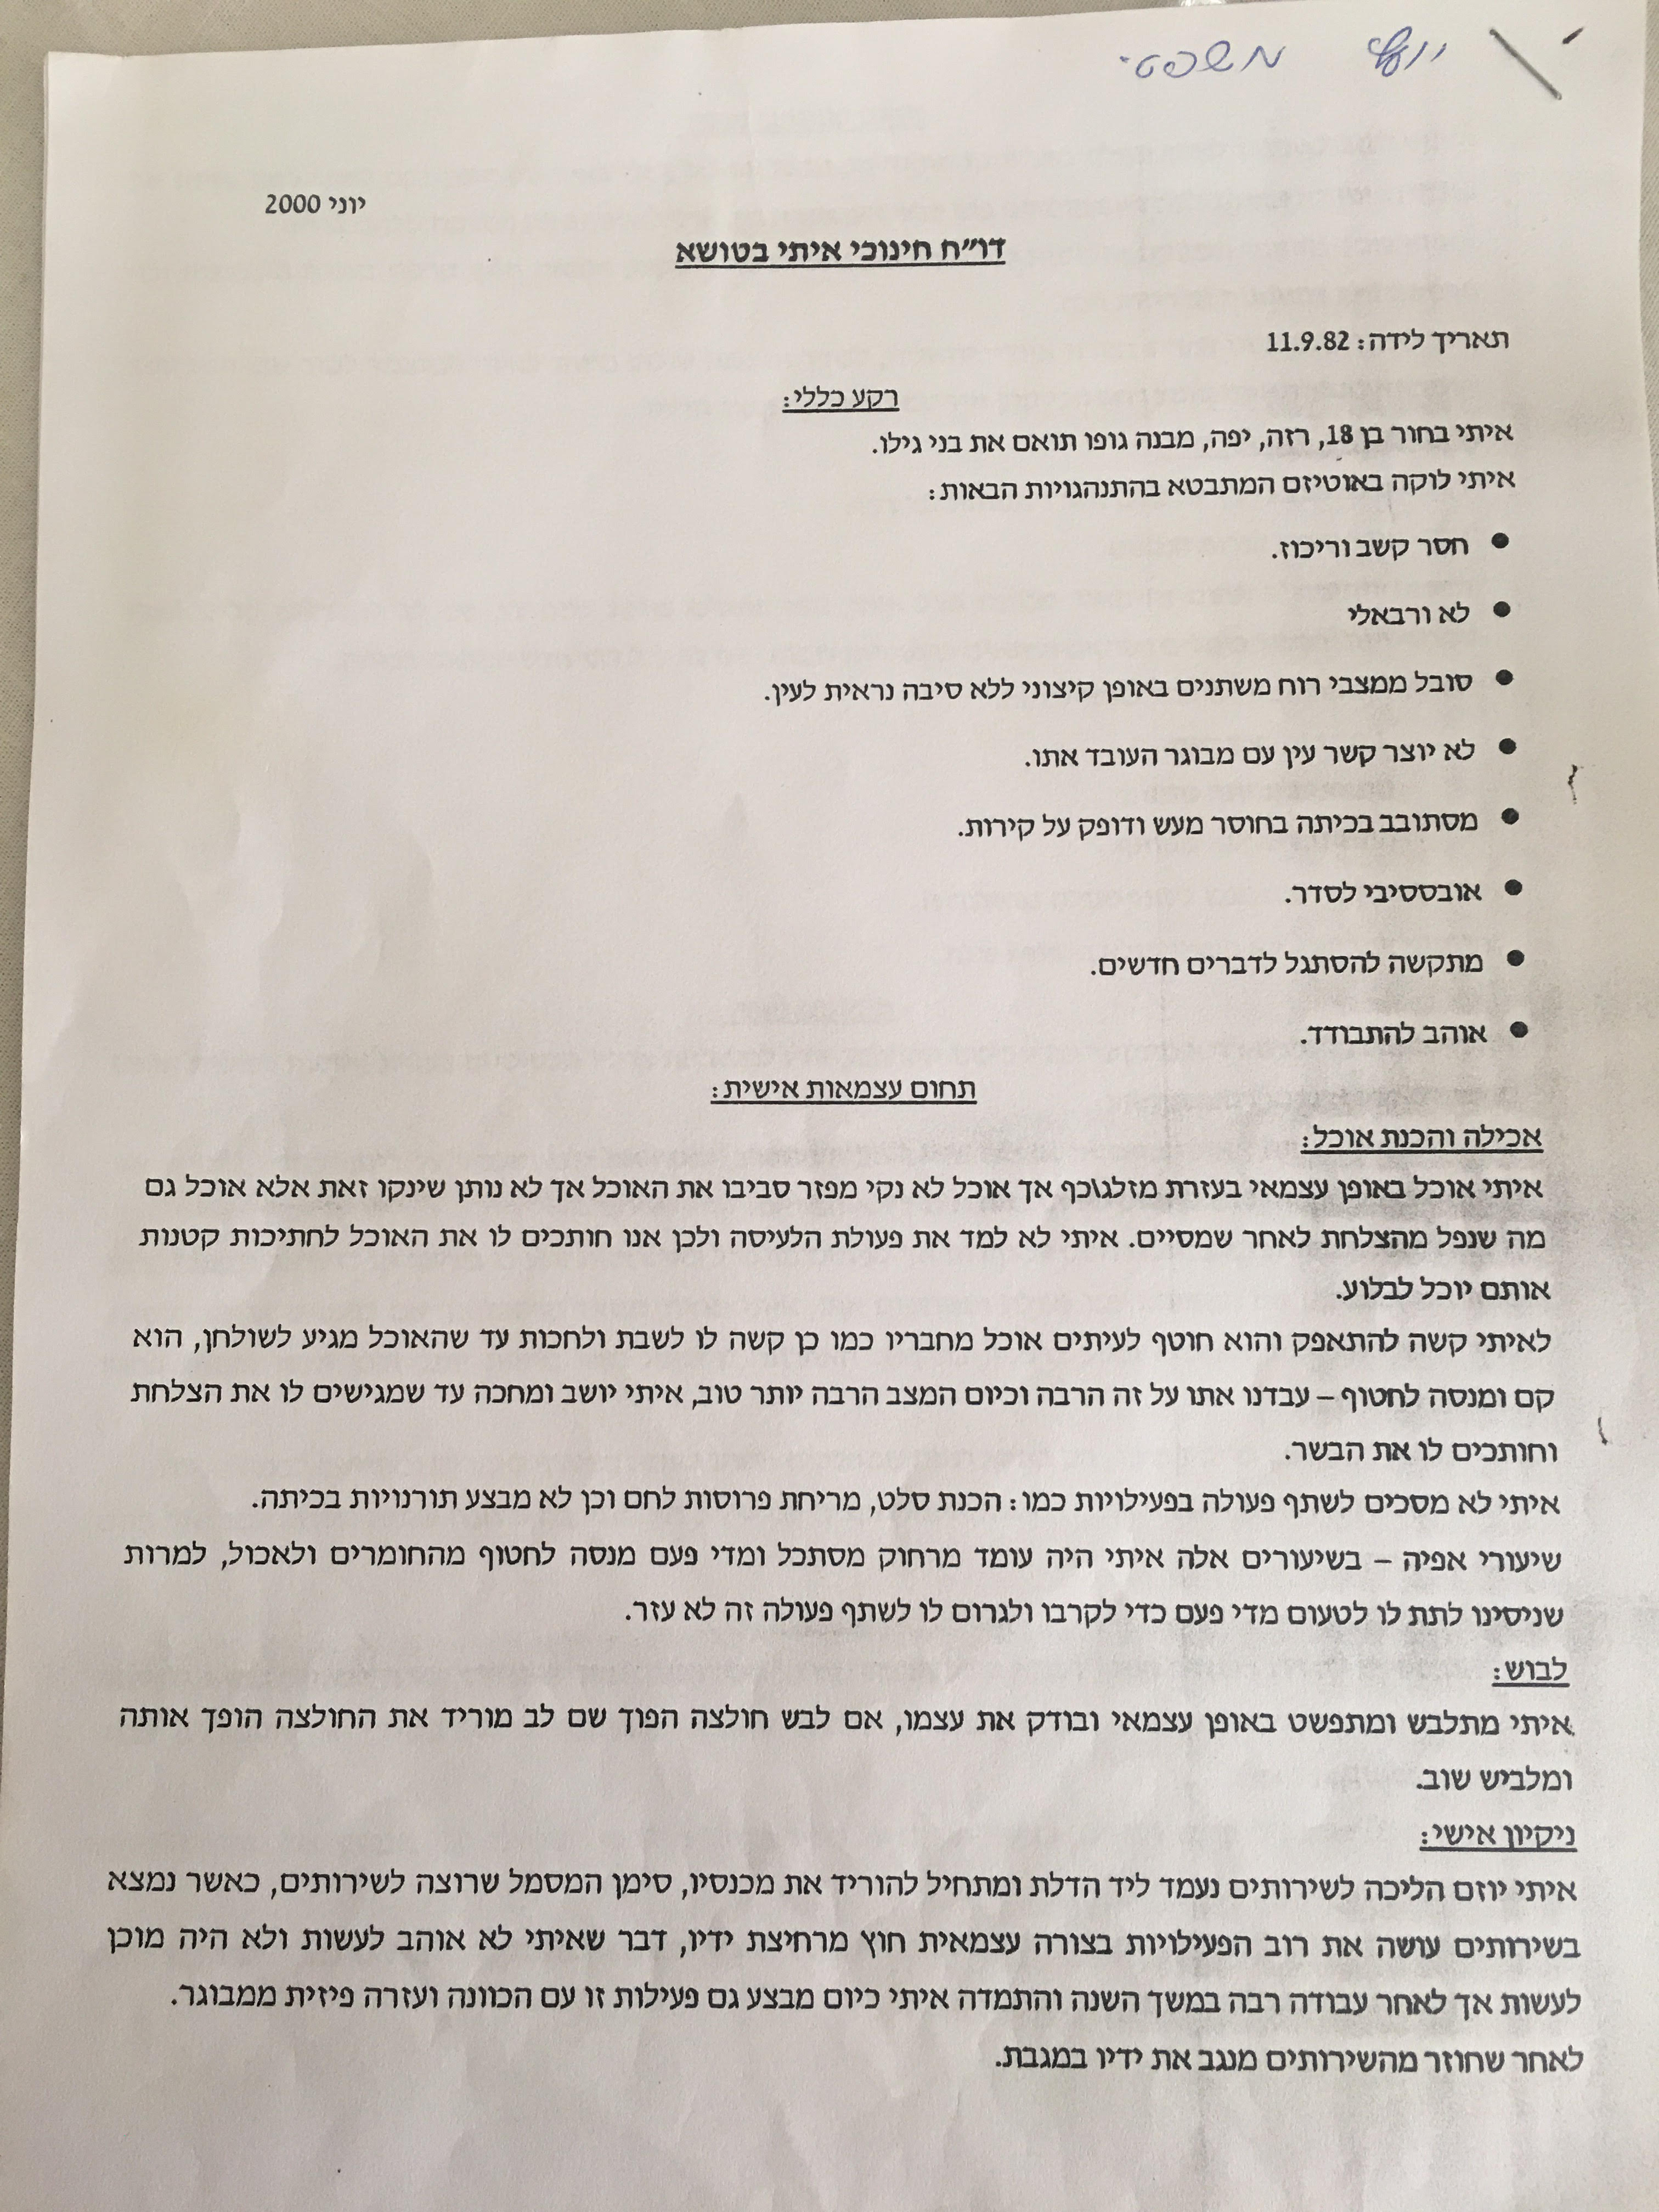 יועץ משפטי
יוני 2000
דו״ח חינוכי איתי בטושא
תאריך לידה: 11.9.82
רקע כללי:
איתי בחור בן 18, רזה, יפה, מבנה גופו תואם את בני גילו.
איתי לוקה באוטיזם המתבטא בהתנהגויות הבאות:
● חסר קשב וריכוז.
● לא ורבאלי
● סובל ממצבי רוח משתנים באופן קיצוני ללא סיבה נראית לעין.
● לא יוצר קשר עין עם מבוגר העובד אתו.
● מסתובב בכיתה בחוסר מעש ודופק על קירות.
● אובססיבי לסדר.
● מתקשה להסתגל לדברים חדשים.
● אוהב להתבודד.
תחום עצמאות אישית:
אכילה והכנת אוכל:
איתי אוכל באופן עצמאי בעזרת מזלג\כף אך אוכל לא נקי מפזר סביבו את האוכל אך לא נותן שינקו זאת אלא אוכל גם
מה שנפל מהצלחת לאחר שמסיים. איתי לא למד את פעולת הלעיסה ולכן אנו חותכים לו את האוכל לחתיכות קטנות
אותם יוכל לבלוע.
לאיתי קשה להתאפק והוא חוטף לעיתים אוכל מחבריו כמו כן קשה לו לשבת ולחכות עד שהאוכל מגיע לשולחן, הוא
קם ומנסה לחטוף – עבדנו אתו על זה הרבה וכיום המצב הרבה יותר טוב, איתי יושב ומחכה עד שמגישים לו את הצלחת
וחותכים לו את הבשר.
איתי לא מסכים לשתף פעולה בפעילויות כמו: הכנת סלט, מריחת פרוסות לחם וכן לא מבצע תורנויות בכיתה.
שיעורי אפיה – בשיעורים אלה איתי היה עומד מרחוק מסתכל ומדי פעם מנסה לחטוף מהחומרים ולאכול, למרות
שניסינו לתת לו לטעום מדי פעם כדי לקרבו ולגרום לו לשתף פעולה זה לא עזר.
לבוש:
איתי מתלבש ומתפשט באופן עצמאי ובודק את עצמו, אם לבש חולצה הפוך שם לב מוריד את החולצה הופך אותה
ומלביש שוב.
ניקיון אישי:
איתי יוזם הליכה לשירותים נעמד ליד הדלת ומתחיל להוריד את מכנסיו, סימן המסמל שרוצה לשירותים, כאשר נמצא
בשירותים עושה את רוב הפעילויות בצורה עצמאית חוץ מרחיצת ידיו, דבר שאיתי לא אוהב לעשות ולא היה מוכן
לעשות אך לאחר עבודה רבה במשך השנה והתמדה איתי כיום מבצע גם פעילות זו עם הכוונה ועזרה פיזית ממבוגר.
לאחר שחוזר מהשירותים מנגב את ידיו במגבת.